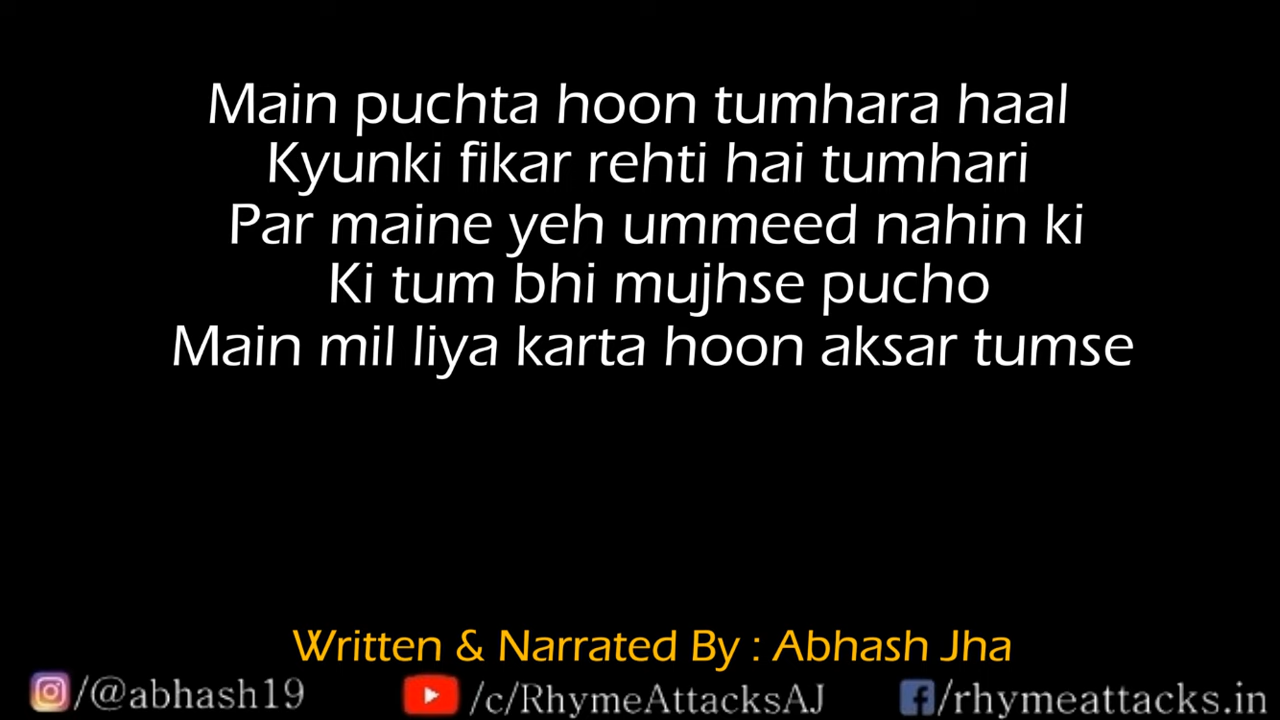 Main puchta hoon tumhara haal
Kyunki fikar rehti hai tumhari
Par maine yeh ummeed nahin ki
Ki tum bhi mujhse pucho
Main mil liya karta hoon aksar tumse
Written & Narrated By : Abhash Jha
/@abhash19 /c/RhymeAttacksAJ /rhymeattacks.in